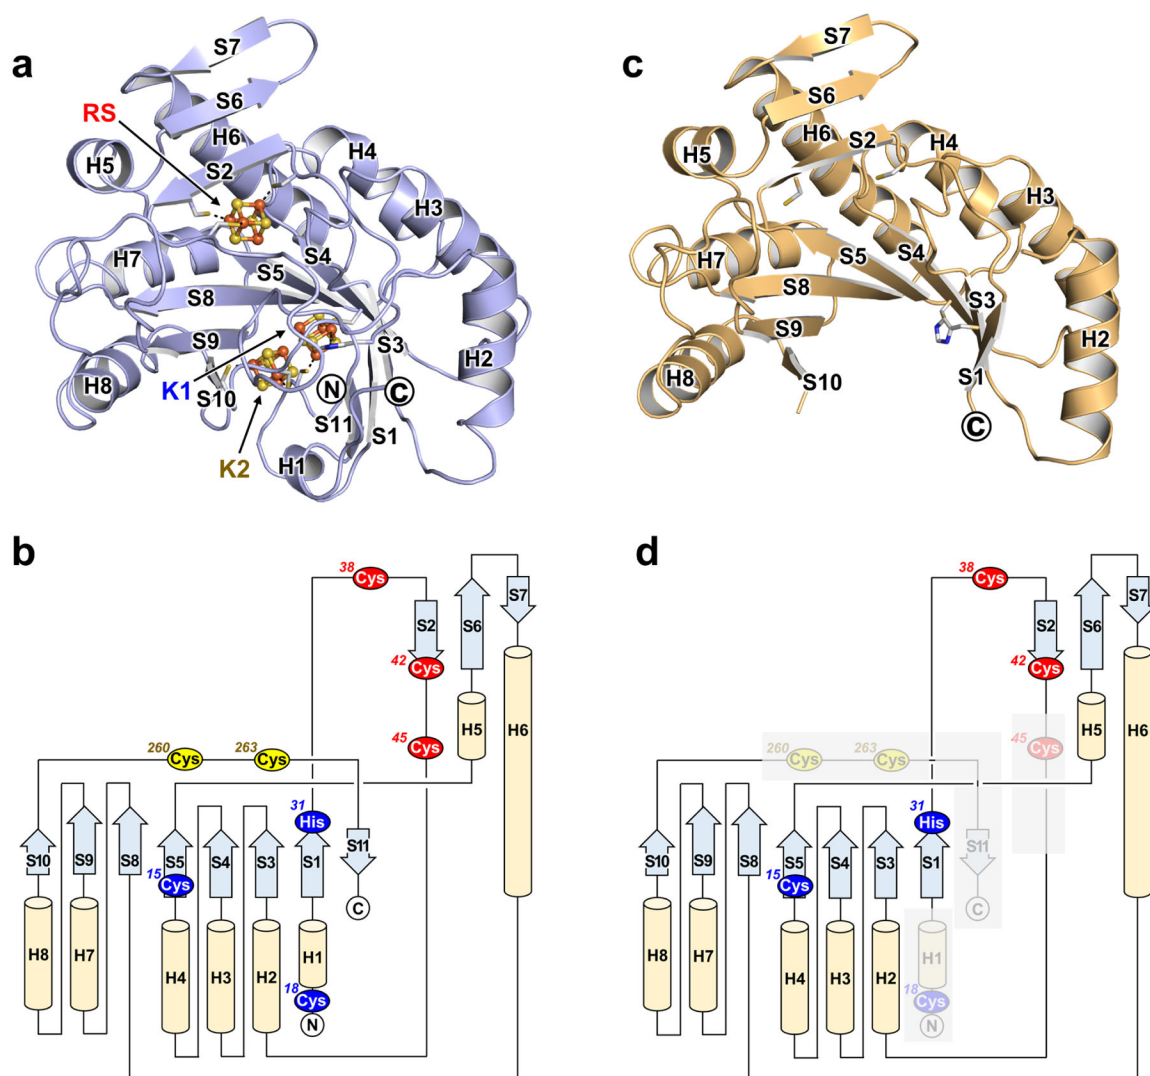 a
S7
S6
RS
H6
H5
S2
H4
H3
H7
S5
S4
S8
S9
S3
H2
H8
K1
S10
N
C
S11
S1
K2
H1
c
S7
S6
H6
H5
S2
H4
H3
H7
S5
S4
S8
S3
S9
H2
H8
S10
S1
C
b
38
Cys
S7
S2
S6
42
Cys
260
Cys
263
Cys
45
Cys
H5
H6
31
His
S10
S9
S8
S5
S4
S3
S1
S11
15
Cys
C
H8
H7
H4
H3
H2
H1
18
Cys
N
d
38
Cys
S7
S2
S6
42
Cys
260
Cys
263
Cys
45
Cys
H5
H6
31
His
S10
S9
S8
S5
S4
S3
S1
S11
15
Cys
C
H8
H7
H4
H3
H2
H1
18
Cys
N